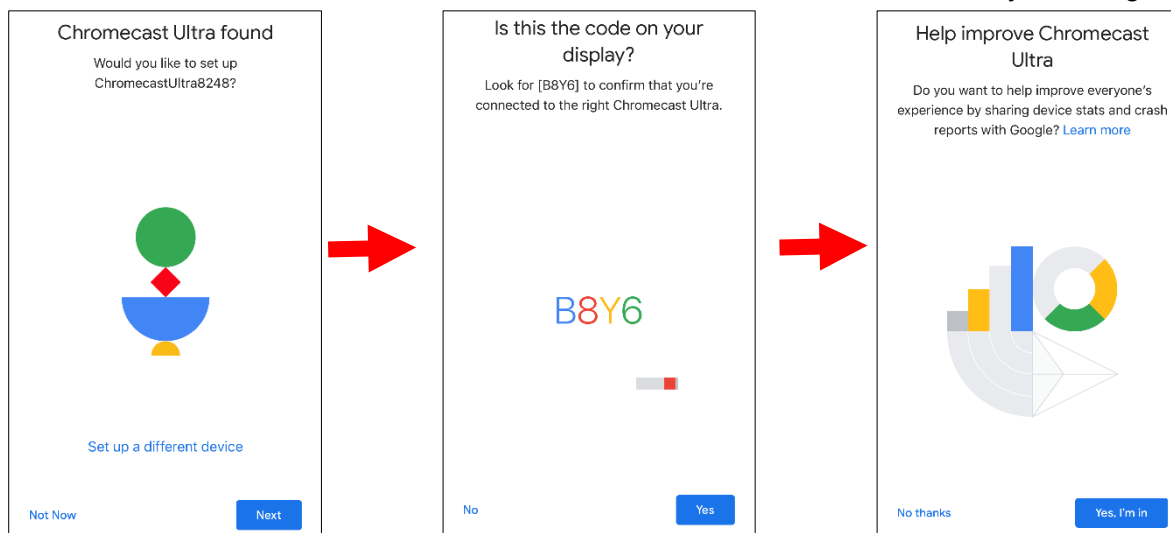 Chromecast Ultra found
Would you like to set up
ChromecastUltra8248?
Set up a different device
Not Now
Next
Is this the code on your
display?
Look for [B8Y6] to confirm that you're
connected to the right Chromecast Ultra.
B8Y6
No
Yes
Help improve Chromecast
Ultra
Do you want to help improve everyone's
experience by sharing device stats and crash
reports with Google? Learn more
No thanks
Yes, I'm in